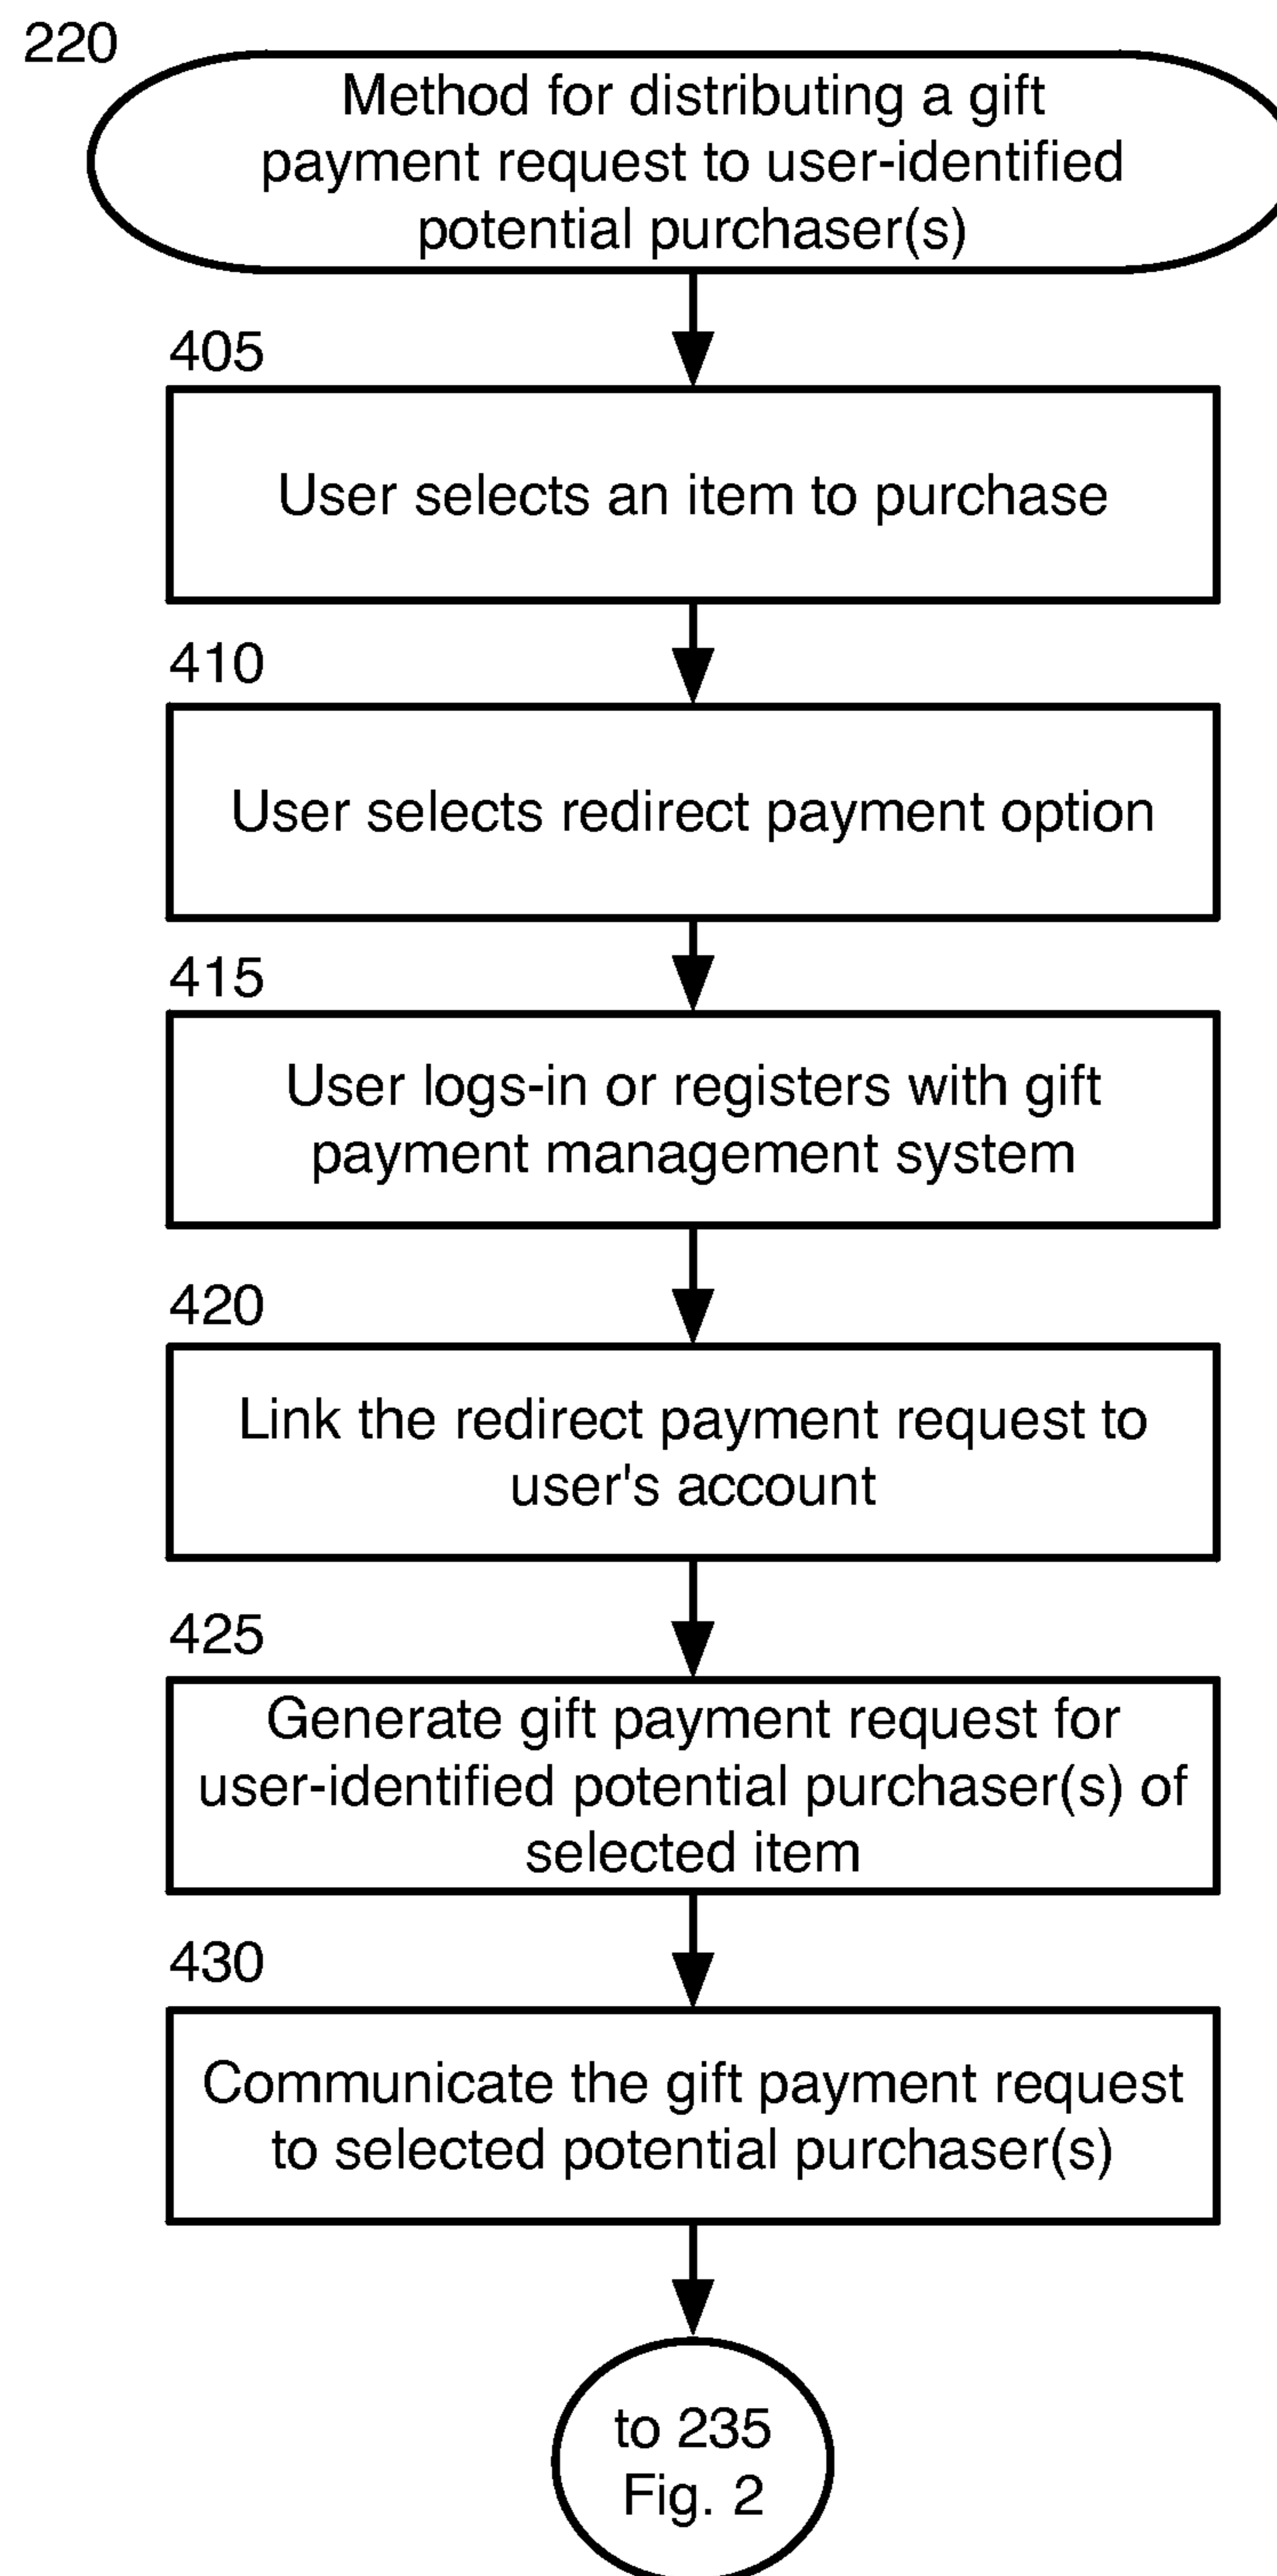 220
Method for distributing a gift
payment request to user-identified
potential purchaser(s)
405
User selects an item to purchase
410
User selects redirect payment option
415
User logs-in or registers with gift
payment management system
420
Link the redirect payment request to
user's account
425
Generate gift payment request for
user-identified potential purchaser(s) of
selected item
430
Communicate the gift payment request
to selected potential purchaser(s)
to 235
Fig. 2